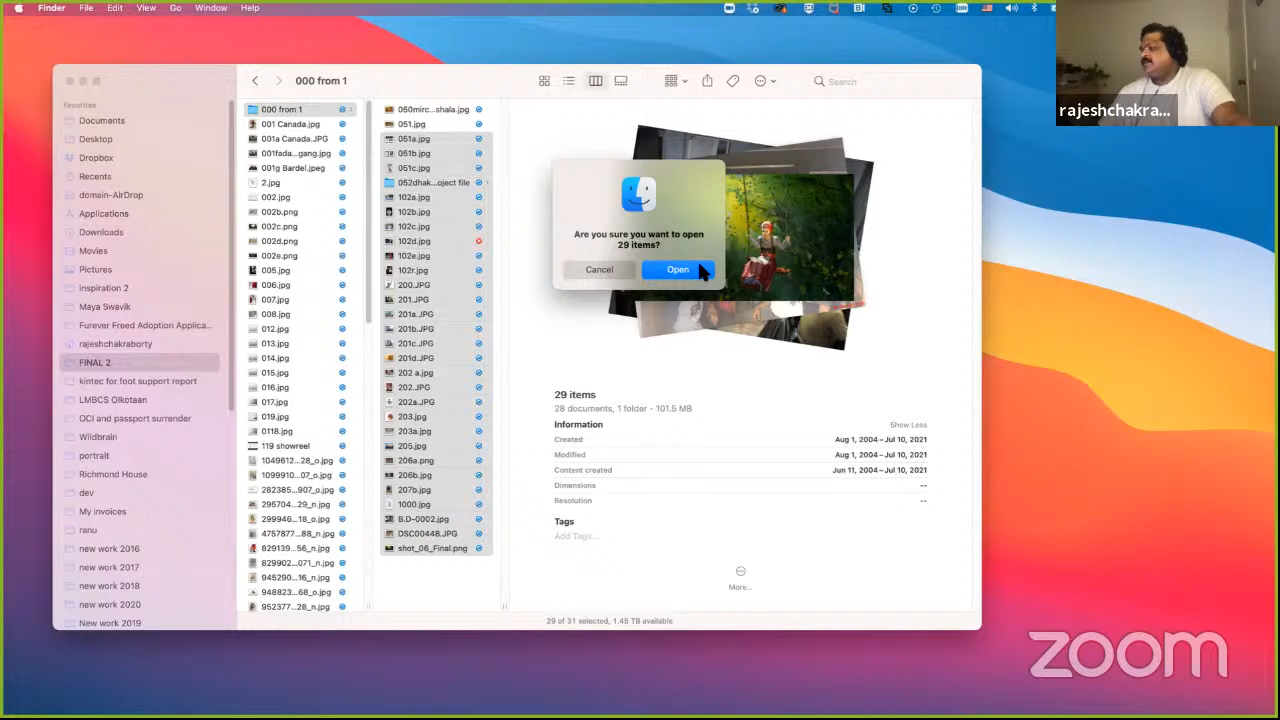 Finder File Edit View Go Window Help
rajeshchakra...
000 from 1
Search
Favorites
Documents
Desktop
Dropbox
Recents
domain-AirDrop
Applications
Downloads
Movies
Pictures
inspiration 2
Maya Swavik
Furever Freed Adoption Applica...
rajeshchakraborty
FINAL 2
kintec for foot support report
LMBCS Olkotaan
OCI and passport surrender
Wildbrain
portrait
Richmond House
dev
My invoices
ranu
new work 2016
new work 2017
new work 2018
new work 2020
New work 2019
000 from 1
001 Canada.jpg
001a Canada.JPG
001fada...gang.jpg
001g Bardel.jpeg
2.jpg
002.jpg
002b.png
002c.png
002d.png
002e.png
005.jpg
006.jpg
007.jpg
008.jpg
012.jpg
013.jpg
014.jpg
015.jpg
016.jpg
017.jpg
019.jpg
0118.jpg
119 showreel
1049612...28_o.jpg
1099910...07_o.jpg
282385...907_o.jpg
295704...29_n.jpg
299946...18_o.jpg
4757877...88_n.jpg
829139...56_n.jpg
829902...071_n.jpg
945290...16_n.jpg
948823...68_o.jpg
952377...28_n.jpg
050mirc...shala.jpg
051.jpg
051a.jpg
051b.jpg
051c.jpg
052dhak...oject file
102a.jpg
102b.jpg
102c.jpg
102d.jpg
102e.jpg
102r.jpg
200.JPG
201.JPG
201a.JPG
201b.JPG
201c.JPG
201d.JPG
202 a.jpg
202.JPG
202a.JPG
203.jpg
203a.jpg
205.jpg
206a.png
206b.jpg
207b.jpg
1000.jpg
B.D-0002.jpg
DSC00448.JPG
shot_06_Final.png
Are you sure you want to open
29 items?
Cancel Open
29 items
28 documents, 1 folder - 101.5 MB
Information Show Less
Created Aug 1, 2004 – Jul 10, 2021
Modified Aug 1, 2004 – Jul 10, 2021
Content created Jun 11, 2004 – Jul 10, 2021
Dimensions --
Resolution --
Tags
Add Tags...
More...
29 of 31 selected, 1.45 TB available
zoom